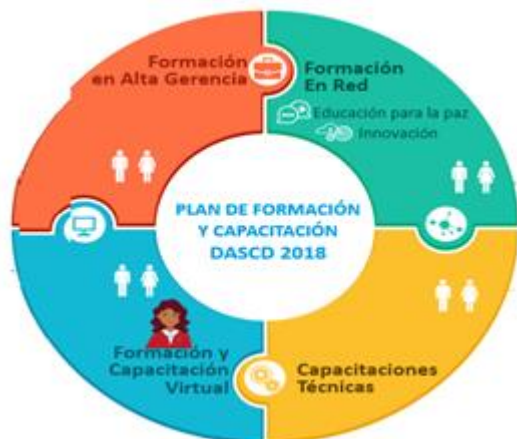 Formación
en Alta Gerencia
Formación
En Red
Educación para la paz
Innovación
PLAN DE FORMACIÓN
Y CAPACITACIÓN
DASCD 2018
Formación y
Capacitación
Virtual
Capacitaciones
Técnicas